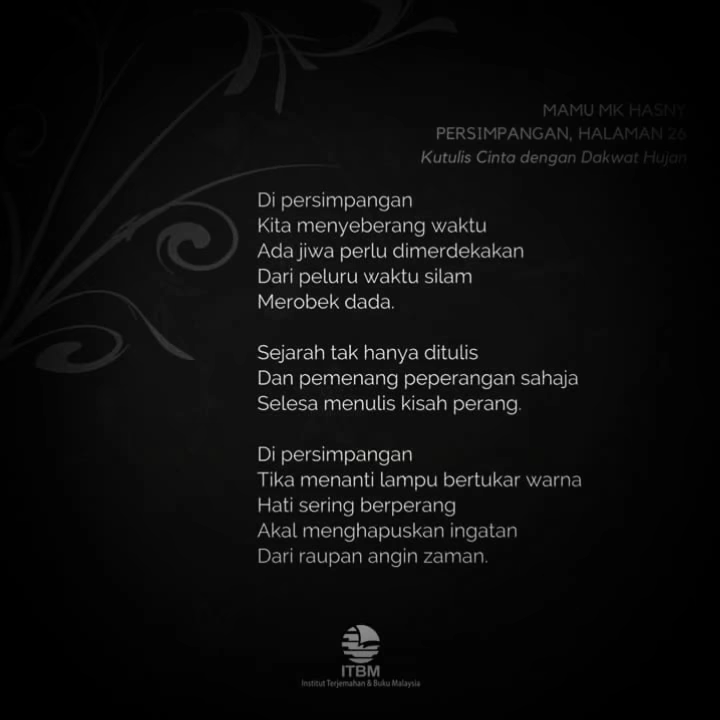 MAMU MK HASNY
PERSIMPANGAN, HALAMAN 26
Kutulis Cinta dengan Dakwat Hujan
Di persimpangan
Kita menyeberang waktu
Ada jiwa perlu dimerdekakan
Dari peluru waktu silam
Merobek dada.
Sejarah tak hanya ditulis
Dan pemenang peperangan sahaja
Selesa menulis kisah perang.
Di persimpangan
Tika menanti lampu bertukar warna
Hati sering berperang
Akal menghapuskan ingatan
Dari raupan angin zaman.
ITBM
Institut Terjemahan & Buku Malaysia